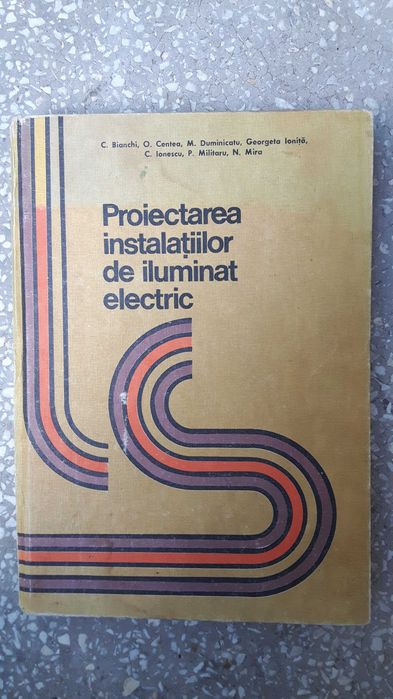 C. Bianchi, O. Centea, M. Duminicatu, Georgeta Ioniță,
C. Ionescu, P. Militaru, N. Mira
Proiectarea
instalațiilor
de iluminat
electric